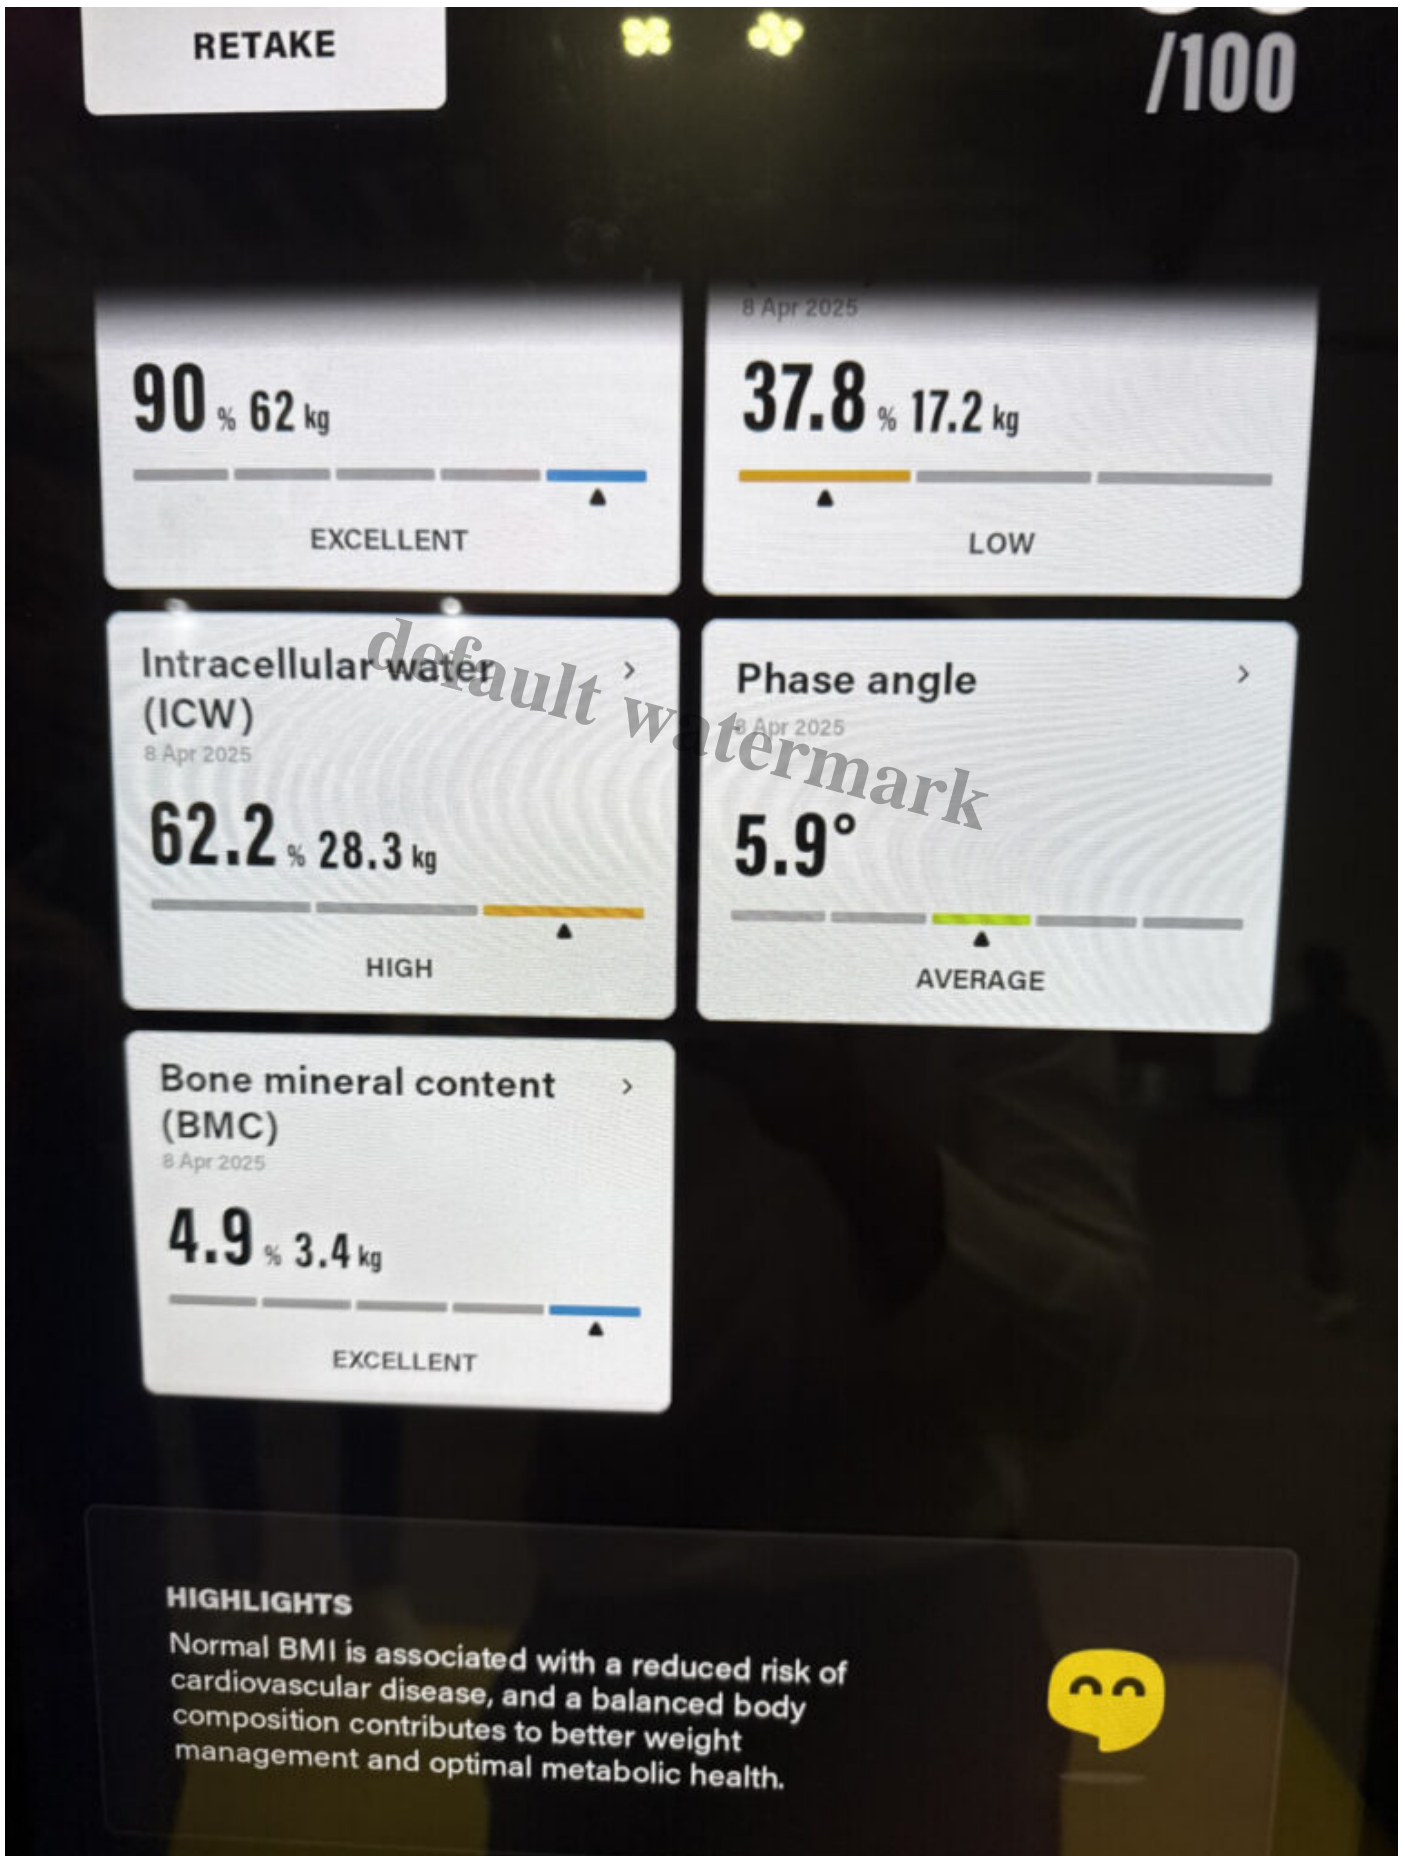 RETAKE
/100
8 Apr 2025
90 % 62 kg
37.8 % 17.2 kg
EXCELLENT
LOW
Intracellular water
(ICW)
8 Apr 2025
62.2 % 28.3 kg
HIGH
Phase angle
8 Apr 2025
5.9°
AVERAGE
default watermark
Bone mineral content
(BMC)
8 Apr 2025
4.9 % 3.4 kg
EXCELLENT
HIGHLIGHTS
Normal BMI is associated with a reduced risk of
cardiovascular disease, and a balanced body
composition contributes to better weight
management and optimal metabolic health.